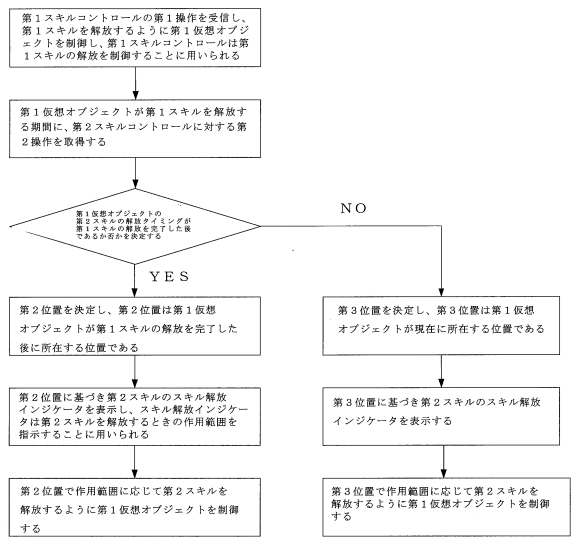 第1スキルコントロールの第1操作を受信し、
第1スキルを解放するように第1仮想オブジ
ェクトを制御し、第1スキルコントロールは第
1スキルの解放を制御することに用いられる
第1仮想オブジェクトが第1スキルを解放す
る期間に、第2スキルコントロールに対する第
2操作を取得する
第1仮想オブジェクトの
第2スキルの解放タイミングが
第1スキルの解放を完了した後
であるか否かを決定する
NO
YES
第2位置を決定し、第2位置は第1仮想
オブジェクトが第1スキルの解放を完了した
後に所在する位置である
第3位置を決定し、第3位置は第1仮想
オブジェクトが現在に所在する位置である
第2位置に基づき第2スキルのスキル解放
インジケータを表示し、スキル解放インジケー
タは第2スキルを解放するときの作用範囲を
指示することに用いられる
第3位置に基づき第2スキルのスキル解放
インジケータを表示する
第2位置で作用範囲に応じて第2スキルを
解放するように第1仮想オブジェクトを制御
する
第3位置で作用範囲に応じて第2スキルを
解放するように第1仮想オブジェクトを制御
する